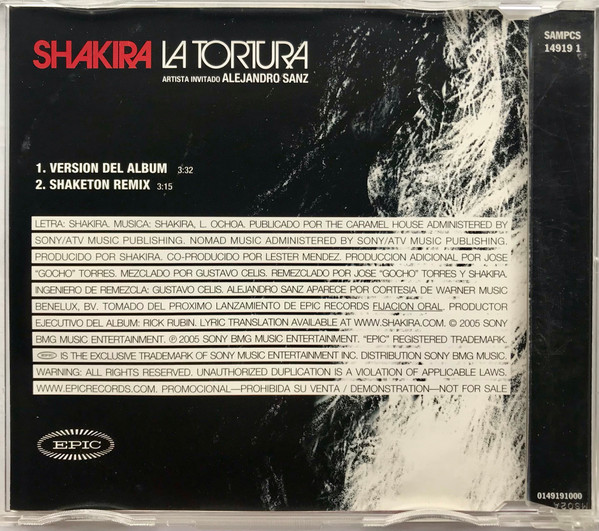 SHAKIRA LA TORTURA
ARTISTA INVITADO ALEJANDRO SANZ
SAMPCS
14919 1
1. VERSION DEL ALBUM 3:32
2. SHAKETON REMIX 3:15
LETRA: SHAKIRA. MUSICA: SHAKIRA, L. OCHOA. PUBLICADO POR THE CARAMEL HOUSE ADMINISTERED BY
SONY/ATV MUSIC PUBLISHING. NOMAD MUSIC ADMINISTERED BY SONY/ATV MUSIC PUBLISHING.
PRODUCIDO POR SHAKIRA. CO-PRODUCIDO POR LESTER MENDEZ. PRODUCCION ADICIONAL POR JOSE
"GOCHO" TORRES. MEZCLADO POR GUSTAVO CELIS. REMEZCLADO POR JOSE "GOCHO" TORRES Y SHAKIRA.
INGENIERO DE REMEZCLA: GUSTAVO CELIS. ALEJANDRO SANZ APARECE POR CORTESIA DE WARNER MUSIC
BENELUX, BV. TOMADO DEL PROXIMO LANZAMIENTO DE EPIC RECORDS FIJACION ORAL. PRODUCTOR
EJECUTIVO DEL ALBUM: RICK RUBIN. LYRIC TRANSLATION AVAILABLE AT WWW.SHAKIRA.COM. © 2005 SONY
BMG MUSIC ENTERTAINMENT. ℗ 2005 SONY BMG MUSIC ENTERTAINMENT. "EPIC" REGISTERED TRADEMARK.
EPIC IS THE EXCLUSIVE TRADEMARK OF SONY MUSIC ENTERTAINMENT INC. DISTRIBUTION SONY BMG MUSIC.
WARNING: ALL RIGHTS RESERVED. UNAUTHORIZED DUPLICATION IS A VIOLATION OF APPLICABLE LAWS.
WWW.EPICRECORDS.COM. PROMOCIONAL—PROHIBIDA SU VENTA / DEMONSTRATION—NOT FOR SALE
EPIC
0149191000